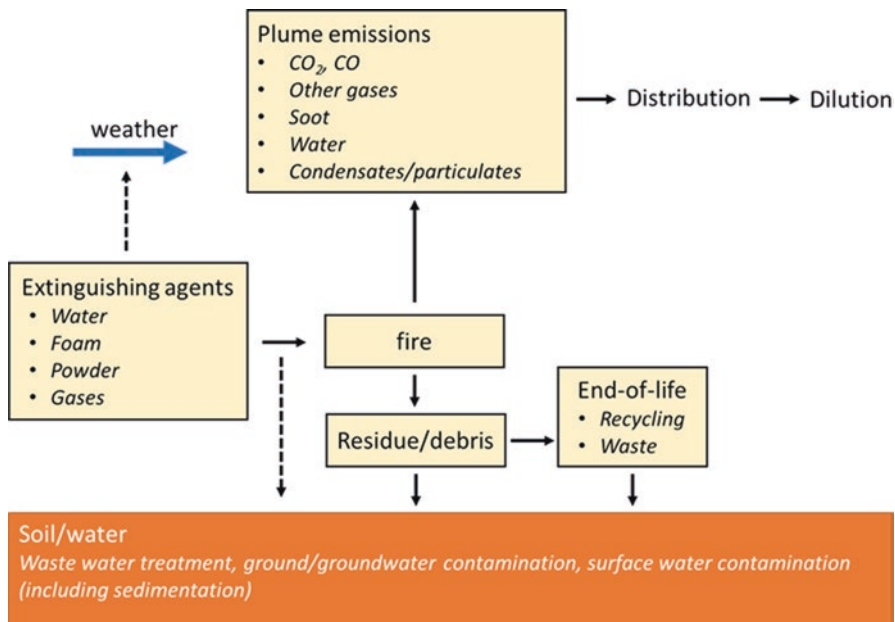 Plume emissions
• CO₂, CO
• Other gases
• Soot
• Water
• Condensates/particulates
Distribution
Dilution
weather
Extinguishing agents
• Water
• Foam
• Powder
• Gases
fire
Residue/debris
End-of-life
• Recycling
• Waste
Soil/water
Waste water treatment, ground/groundwater contamination, surface water contamination
(including sedimentation)